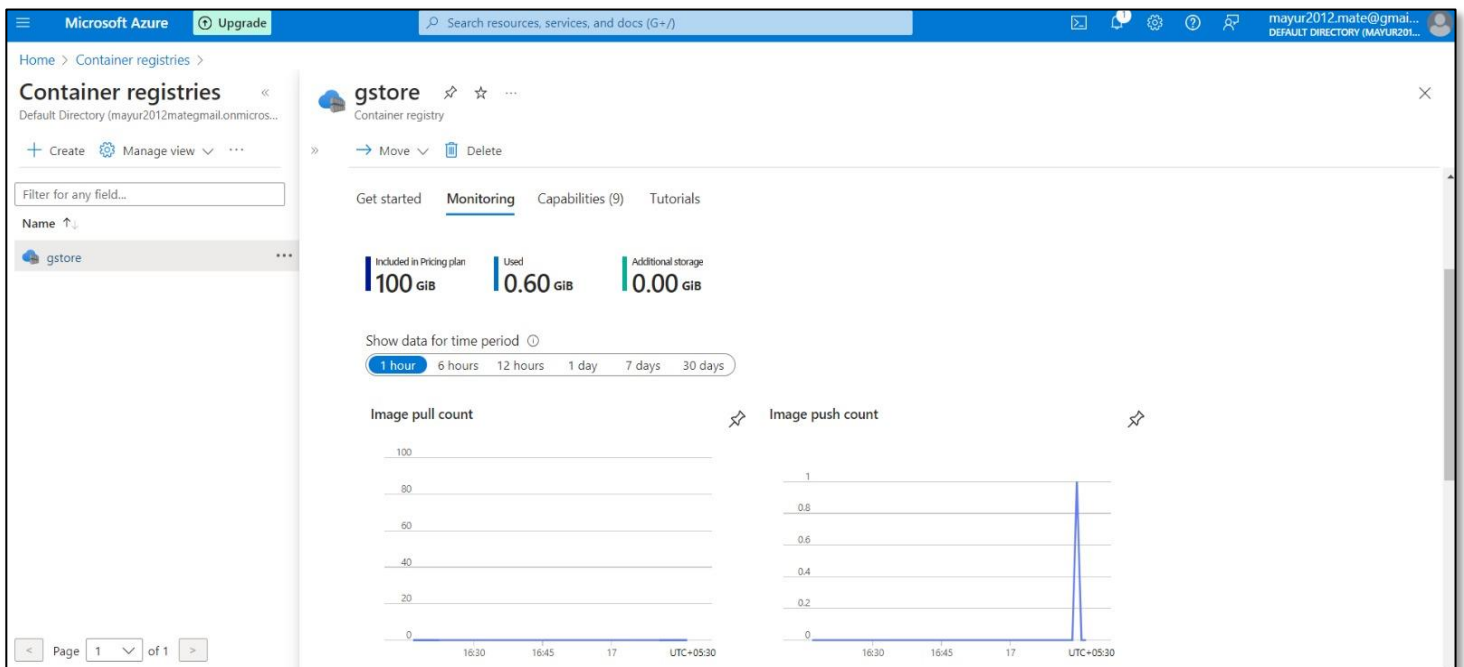 Microsoft Azure
Upgrade
Search resources, services, and docs (G+/)
1
mayur2012.mate@gmai...
DEFAULT DIRECTORY (MAYUR201...
Home > Container registries >
Container registries «
Default Directory (mayur2012mategmail.onmicros...
+ Create Manage view ...
Filter for any field...
Name ↑↓
gstore ...
< Page 1 of 1 >
gstore ...
Container registry
» → Move Delete
Get started Monitoring Capabilities (9) Tutorials
Included in Pricing plan
100 GiB
Used
0.60 GiB
Additional storage
0.00 GiB
Show data for time period
1 hour 6 hours 12 hours 1 day 7 days 30 days
Image pull count
100
80
60
40
20
0
16:30 16:45 17 UTC+05:30
Image push count
1
0.8
0.6
0.4
0.2
0
16:30 16:45 17 UTC+05:30